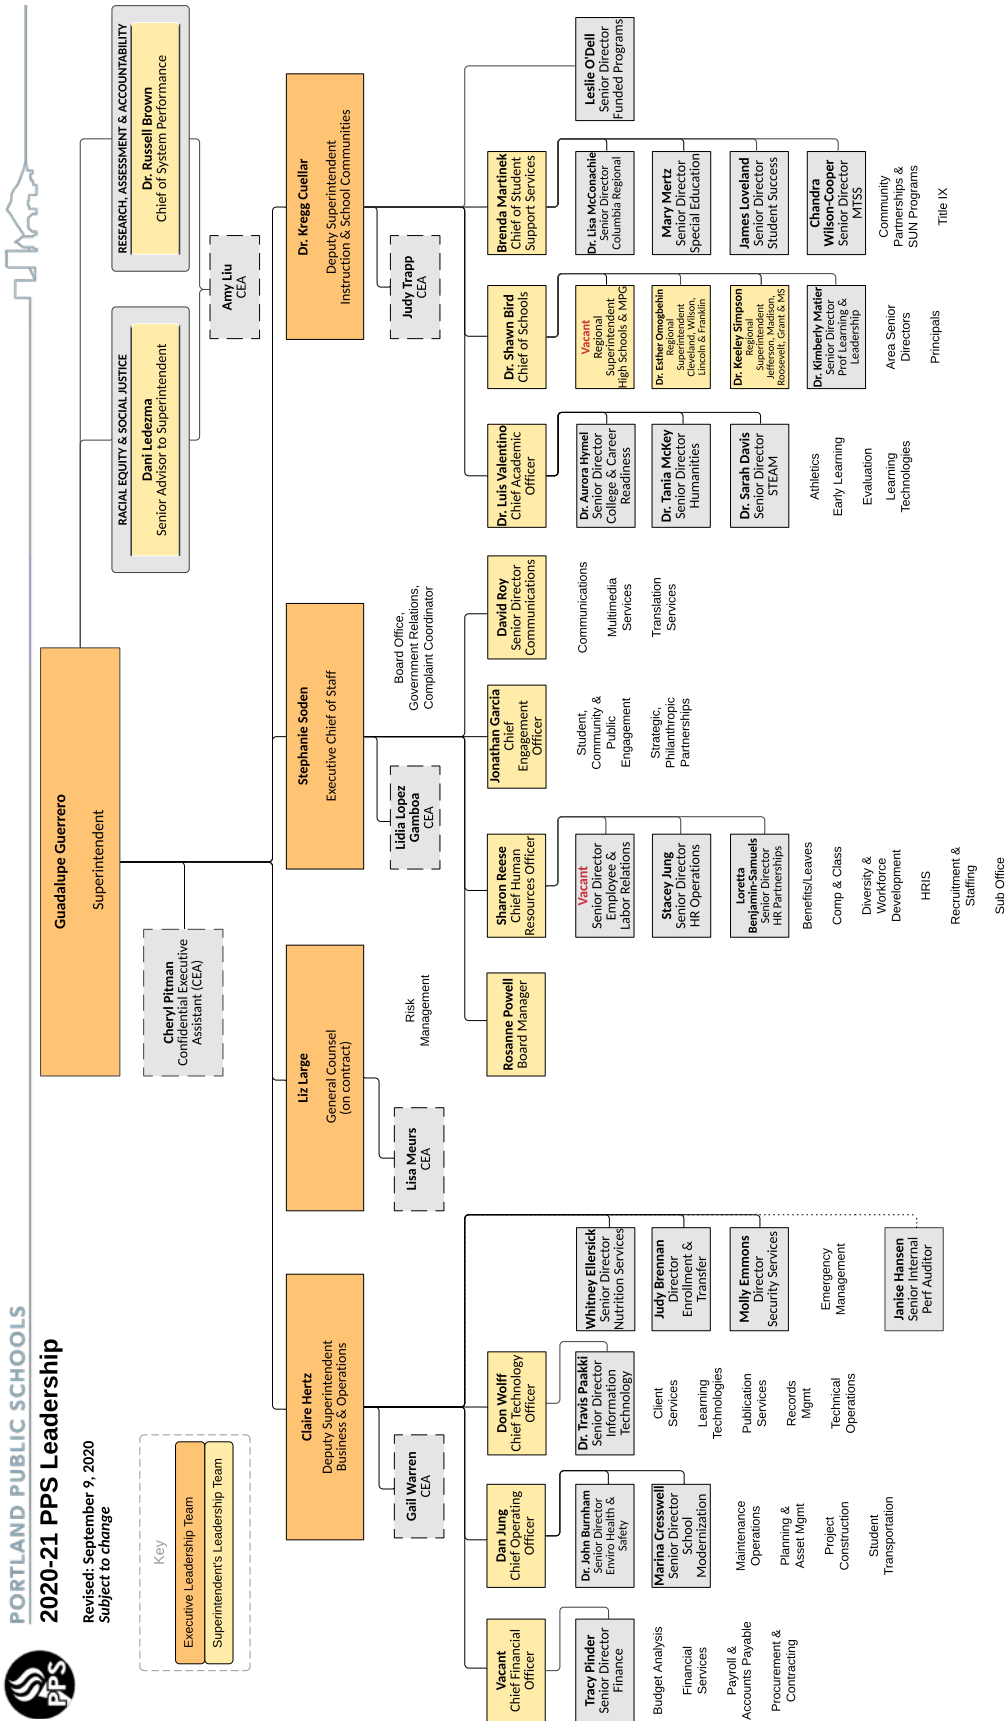 PORTLAND PUBLIC SCHOOLS
2020-21 PPS Leadership
Revised: September 9, 2020
Subject to change
PPS
Key
Executive Leadership Team
Superintendent's Leadership Team
Guadalupe Guerrero
Superintendent
Cheryl Pitman
Confidential Executive
Assistant (CEA)
RACIAL EQUITY & SOCIAL JUSTICE
Dani Ledezma
Senior Advisor to Superintendent
RESEARCH, ASSESSMENT & ACCOUNTABILITY
Dr. Russell Brown
Chief of System Performance
Amy Liu
CEA
Claire Hertz
Deputy Superintendent
Business & Operations
Gail Warren
CEA
Liz Large
General Counsel
(on contract)
Lisa Meurs
CEA
Risk
Management
Stephanie Soden
Executive Chief of Staff
Lidia Lopez
Gamboa
CEA
Board Office,
Government Relations,
Complaint Coordinator
Dr. Kregg Cuellar
Deputy Superintendent
Instruction & School Communities
Judy Trapp
CEA
Vacant
Chief Financial
Officer
Tracy Pinder
Senior Director
Finance
Budget Analysis
Financial
Services
Payroll &
Accounts Payable
Procurement &
Contracting
Dan Jung
Chief Operating
Officer
Dr. John Burnham
Senior Director
Enviro Health &
Safety
Marina Cresswell
Senior Director
School
Modernization
Maintenance
Operations
Planning &
Asset Mgmt
Project
Construction
Student
Transportation
Don Wolff
Chief Technology
Officer
Dr. Travis Paakki
Senior Director
Information
Technology
Client
Services
Learning
Technologies
Publication
Services
Records
Mgmt
Technical
Operations
Whitney Ellersick
Senior Director
Nutrition Services
Judy Brennan
Director
Enrollment &
Transfer
Molly Emmons
Director
Security Services
Emergency
Management
Janise Hansen
Senior Internal
Perf Auditor
Rosanne Powell
Board Manager
Sharon Reese
Chief Human
Resources Officer
Vacant
Senior Director
Employee &
Labor Relations
Stacey Jung
Senior Director
HR Operations
Loretta
Benjamin-Samuels
Senior Director
HR Partnerships
Benefits/Leaves
Comp & Class
Diversity &
Workforce
Development
HRIS
Recruitment &
Staffing
Sub Office
Jonathan Garcia
Chief
Engagement
Officer
Student,
Community &
Public
Engagement
Strategic,
Philanthropic
Partnerships
David Roy
Senior Director
Communications
Communications
Multimedia
Services
Translation
Services
Dr. Luis Valentino
Chief Academic
Officer
Dr. Aurora Hymel
Senior Director
College & Career
Readiness
Dr. Tania McKey
Senior Director
Humanities
Dr. Sarah Davis
Senior Director
STEAM
Athletics
Early Learning
Evaluation
Learning
Technologies
Dr. Shawn Bird
Chief of Schools
Vacant
Regional
Superintendent
High Schools & MPG
Dr. Esther Omogbehin
Regional
Superintendent
Cleveland, Wilson,
Lincoln & Franklin
Dr. Keeley Simpson
Regional
Superintendent
Jefferson, Madison,
Roosevelt, Grant & MS
Dr. Kimberly Matier
Senior Director
Prof Learning &
Leadership
Area Senior
Directors
Principals
Brenda Martinek
Chief of Student
Support Services
Dr. Lisa McConachie
Senior Director
Columbia Regional
Mary Mertz
Senior Director
Special Education
James Loveland
Senior Director
Student Success
Chandra
Wilson-Cooper
Senior Director
MTSS
Community
Partnerships &
SUN Programs
Title IX
Leslie O'Dell
Senior Director
Funded Programs